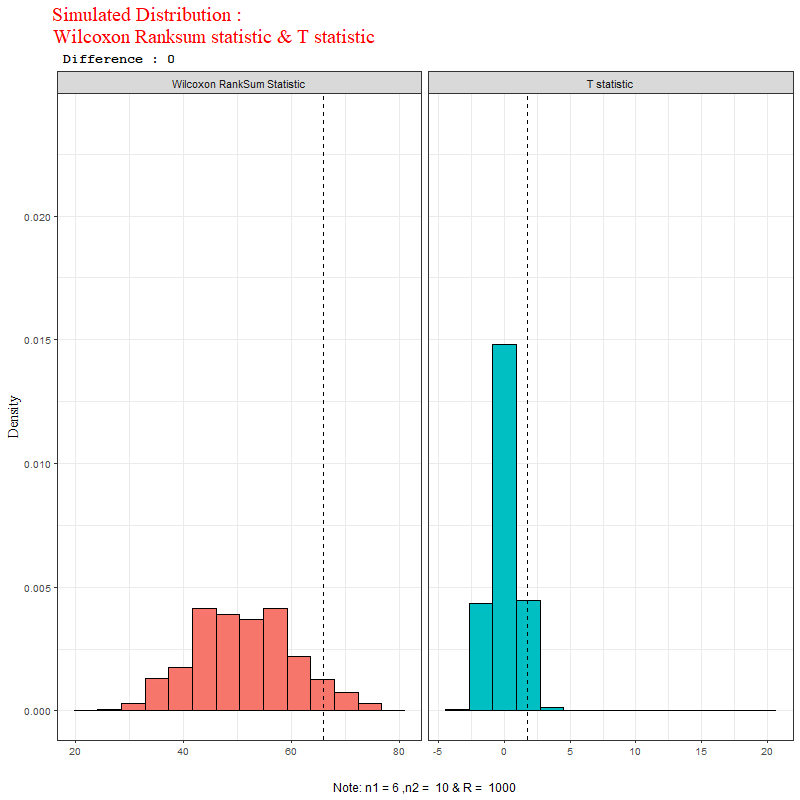 Simulated Distribution :
Wilcoxon Ranksum statistic & T statistic
Difference : 0
Wilcoxon RankSum Statistic
T statistic
Density
0.020
0.015
0.010
0.005
0.000
20 40 60 80
-5 0 5 10 15 20
Note: n1 = 6 ,n2 = 10 & R = 1000